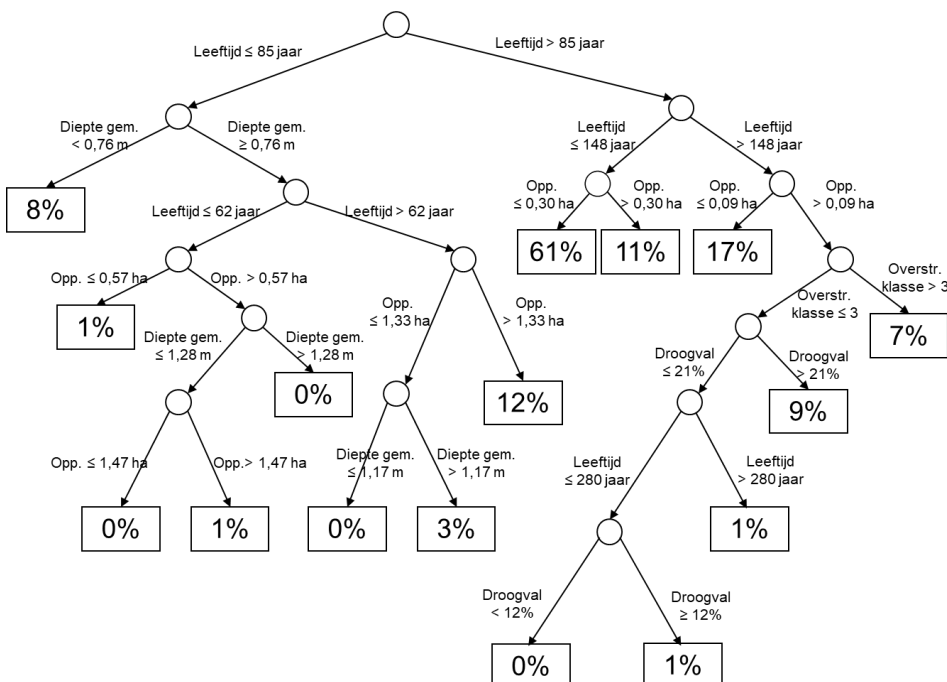 Leeftijd ≤ 85 jaar
Leeftijd > 85 jaar
Diepte gem.
< 0,76 m
Diepte gem.
≥ 0,76 m
Leeftijd
≤ 148 jaar
Leeftijd
> 148 jaar
8%
Leeftijd ≤ 62 jaar
Leeftijd > 62 jaar
Opp.
≤ 0,30 ha
Opp.
> 0,30 ha
Opp.
≤ 0,09 ha
Opp.
> 0,09 ha
61%
11%
17%
Opp. ≤ 0,57 ha
Opp. > 0,57 ha
Opp.
≤ 1,33 ha
Opp.
> 1,33 ha
Overstr.
klasse ≤ 3
Overstr.
klasse > 3
1%
7%
Diepte gem.
≤ 1,28 m
Diepte gem.
> 1,28 m
Droogval
≤ 21%
Droogval
> 21%
0%
12%
9%
Opp. ≤ 1,47 ha
Opp.> 1,47 ha
Diepte gem.
≤ 1,17 m
Diepte gem.
> 1,17 m
Leeftijd
≤ 280 jaar
Leeftijd
> 280 jaar
0%
1%
0%
3%
1%
Droogval
< 12%
Droogval
≥ 12%
0%
1%